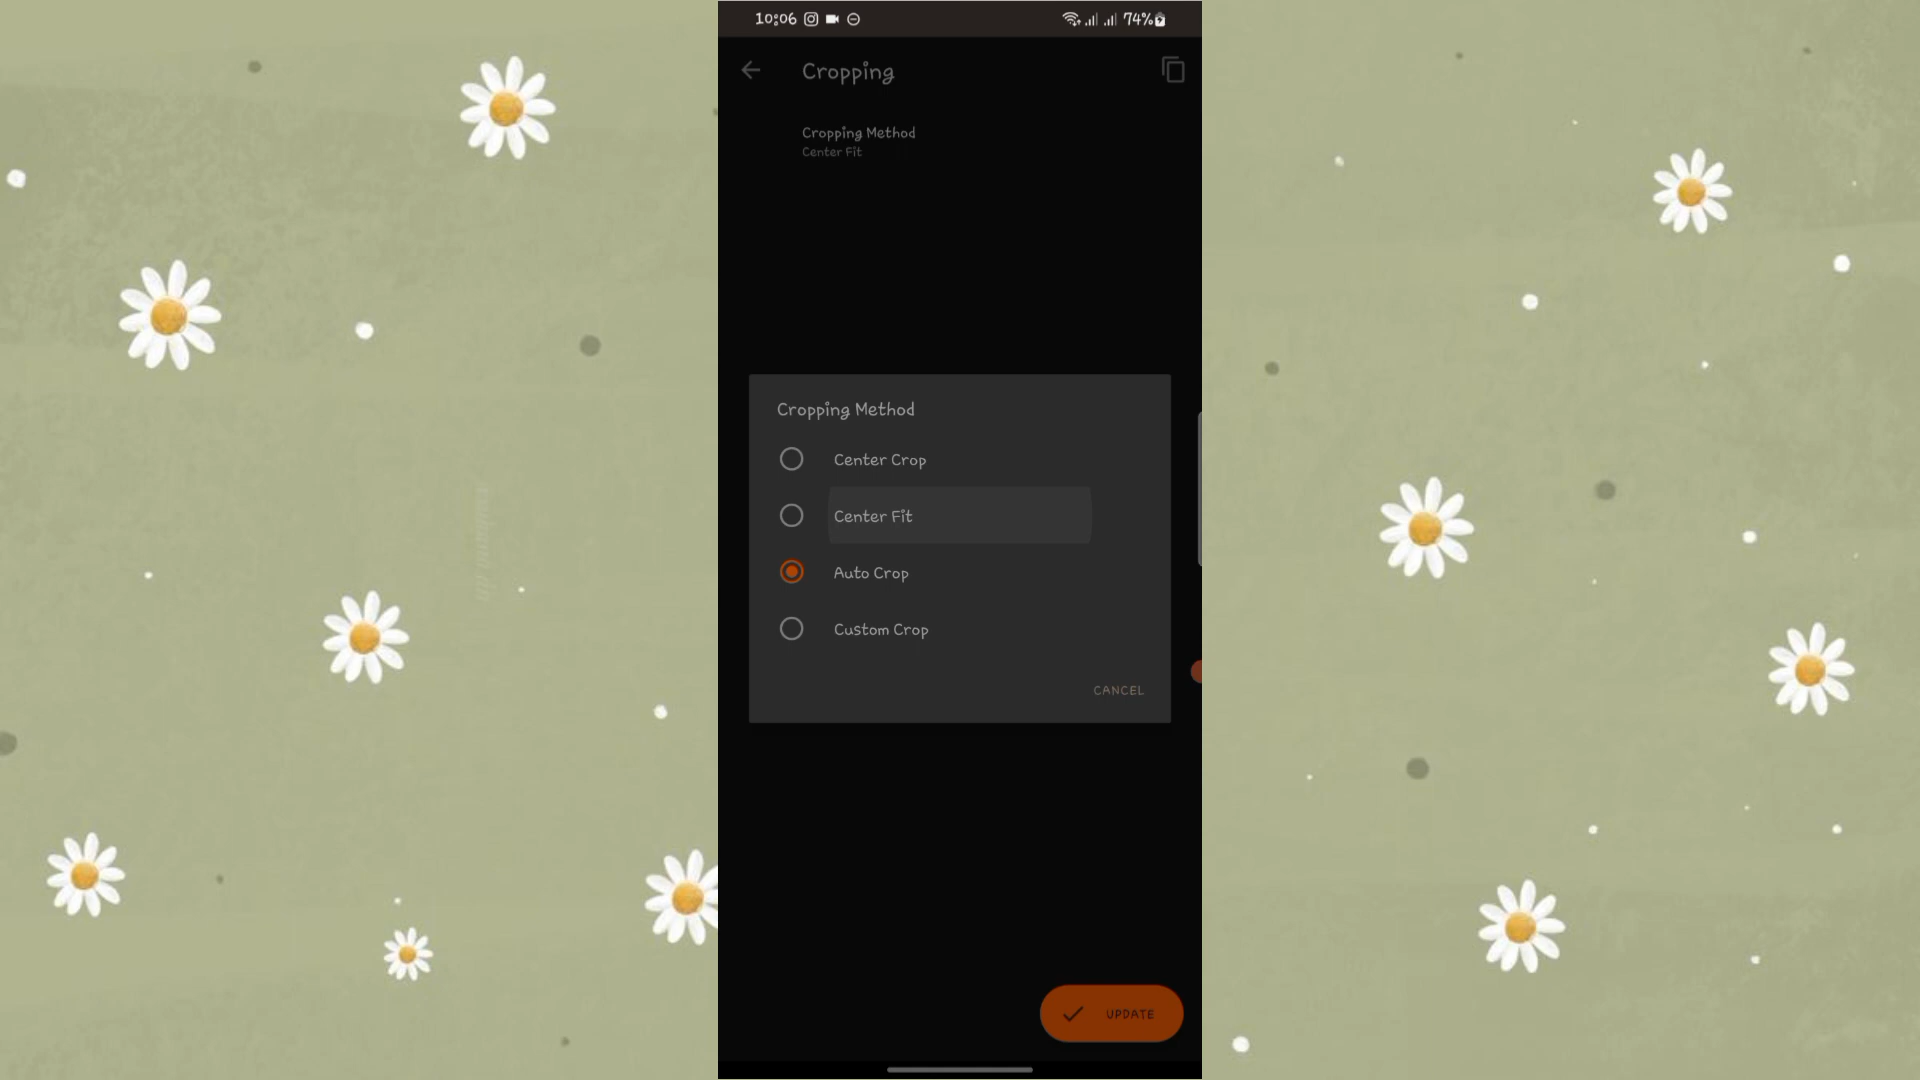 10:06 74%
Cropping
Cropping Method
Center Fit
Cropping Method
Center Crop
Center Fit
Auto Crop
Custom Crop
CANCEL
UPDATE